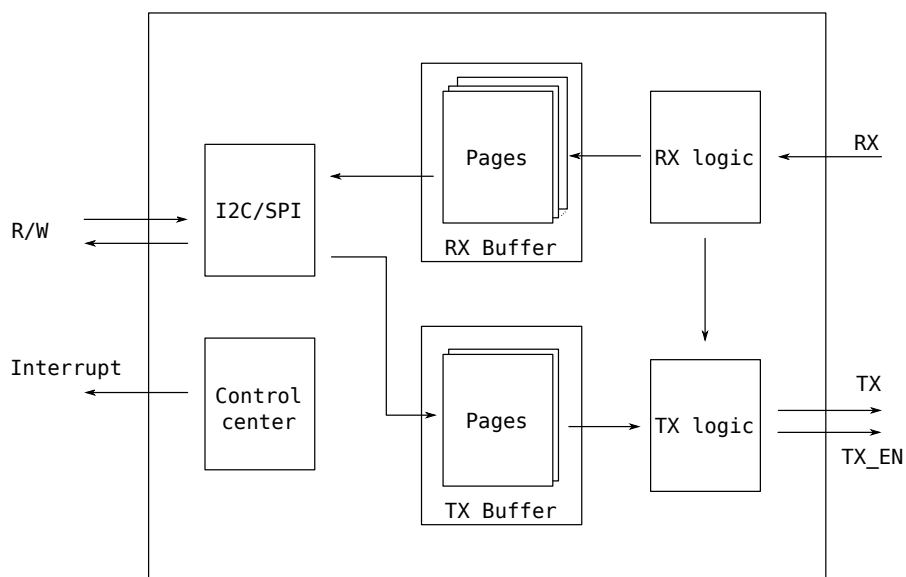 RX
Pages
RX logic
I2C/SPI
R/W
RX Buffer
Interrupt
Control
center
Pages
TX logic
TX
TX_EN
TX Buffer